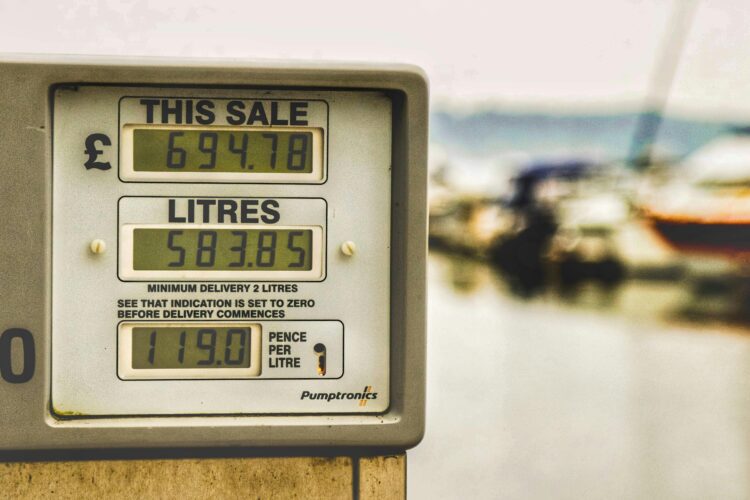 THIS SALE
£ 694.78
LITRES
583.85
MINIMUM DELIVERY 2 LITRES
SEE THAT INDICATION IS SET TO ZERO
BEFORE DELIVERY COMMENCES
119.0
PENCE
PER
LITRE
Pumptronics
0